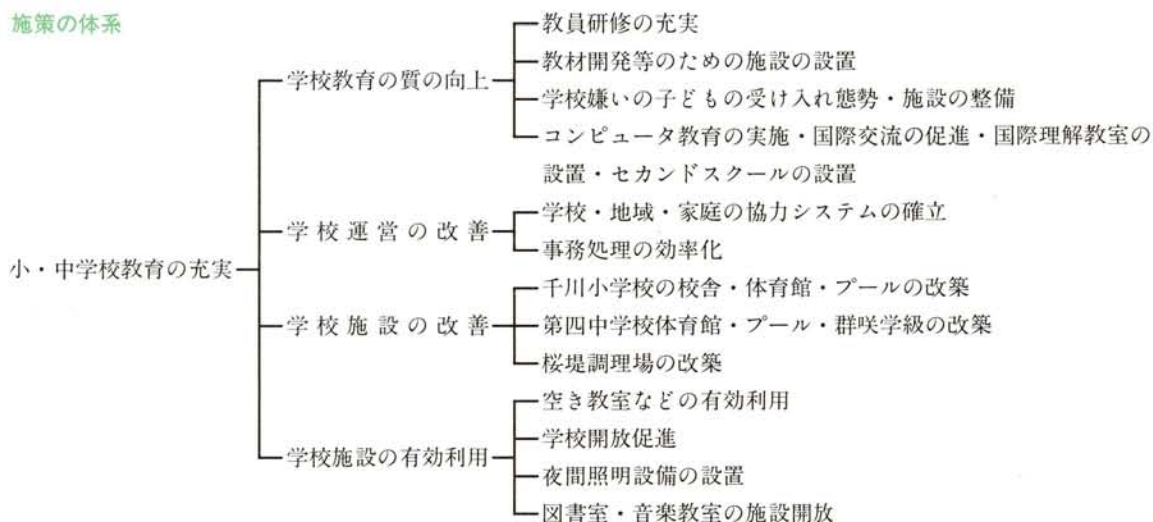 施策の体系
小・中学校教育の充実
学校教育の質の向上
教員研修の充実
教材開発等のための施設の設置
学校嫌いの子どもの受け入れ態勢・施設の整備
コンピュータ教育の実施・国際交流の促進・国際理解教室の
設置・セカンドスクールの設置
学校運営の改善
学校・地域・家庭の協力システムの確立
事務処理の効率化
学校施設の改善
千川小学校の校舎・体育館・プールの改築
第四中学校体育館・プール・群咲学級の改築
桜堤調理場の改築
学校施設の有効利用
空き教室などの有効利用
学校開放促進
夜間照明設備の設置
図書室・音楽教室の施設開放